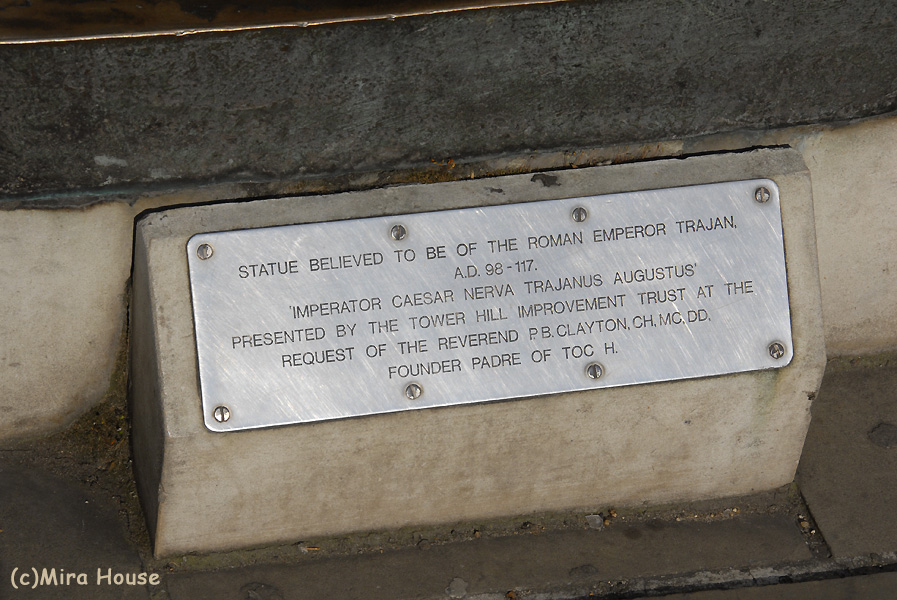 STATUE BELIEVED TO BE OF THE ROMAN EMPEROR TRAJAN,
A.D. 98-117.
'IMPERATOR CAESAR NERVA TRAJANUS AUGUSTUS'
PRESENTED BY THE TOWER HILL IMPROVEMENT TRUST AT THE
REQUEST OF THE REVEREND P.B. CLAYTON, CH, MC, DD,
FOUNDER PADRE OF TOC H.
(c)Mira House